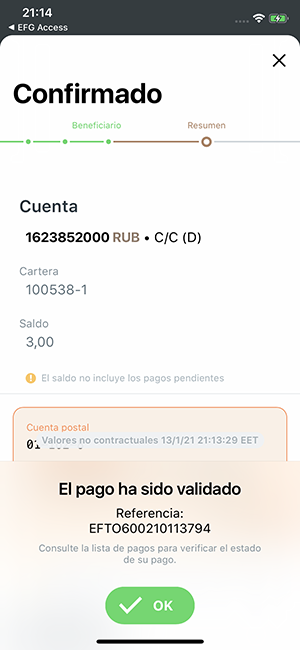 21:14
◀ EFG Access
Confirmado
Beneficiario
Resumen
Cuenta
1623852000 RUB • C/C (D)
Cartera
100538-1
Saldo
3,00
El saldo no incluye los pagos pendientes
Cuenta postal
Valores no contractuales 13/1/21 21:13:29 EET
El pago ha sido validado
Referencia:
EFTO600210113794
Consulte la lista de pagos para verificar el estado
de su pago.
OK